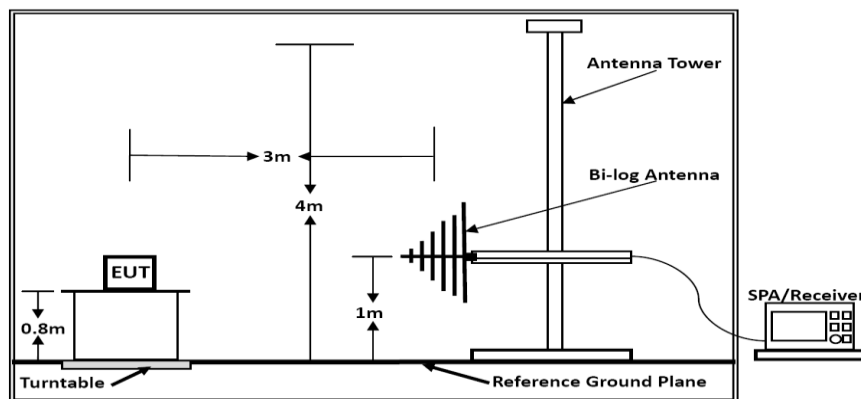 Antenna Tower
3m
Bi-log Antenna
4m
EUT
0.8m
1m
SPA/Receiver
Turntable
Reference Ground Plane